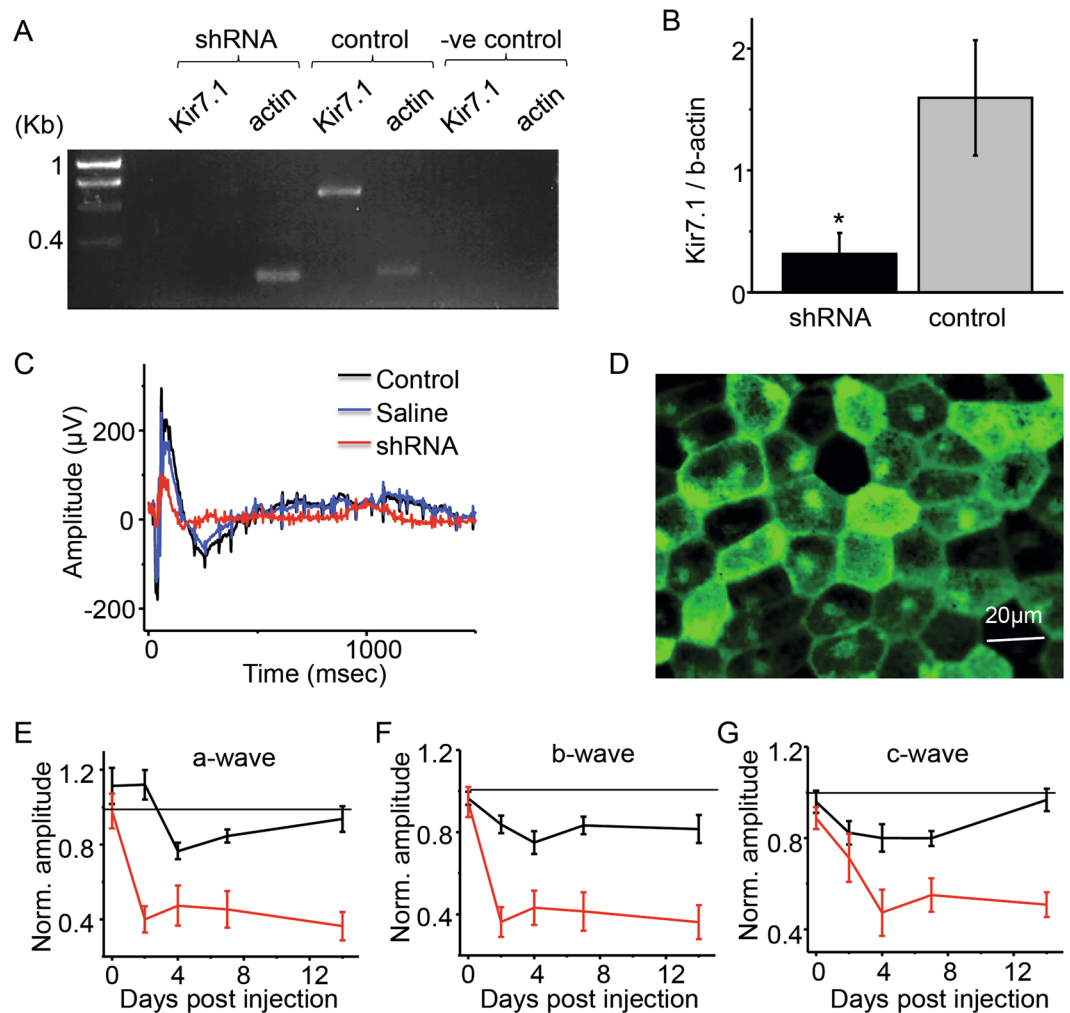 A
shRNA control -ve control
Kir7.1 actin Kir7.1 actin Kir7.1 actin
(Kb)
1
0.4
B
Kir7.1 / b-actin
2
1
0
*
shRNA control
C
Amplitude (µV)
200
0
-200
Control
Saline
shRNA
0 1000
Time (msec)
D
20µm
E
a-wave
Norm. amplitude
1.2
0.8
0.4
0 4 8 12
Days post injection
F
b-wave
Norm. amplitude
1.2
0.8
0.4
0 4 8 12
Days post injection
G
c-wave
Norm. amplitude
1.2
0.8
0.4
0 4 8 12
Days post injection